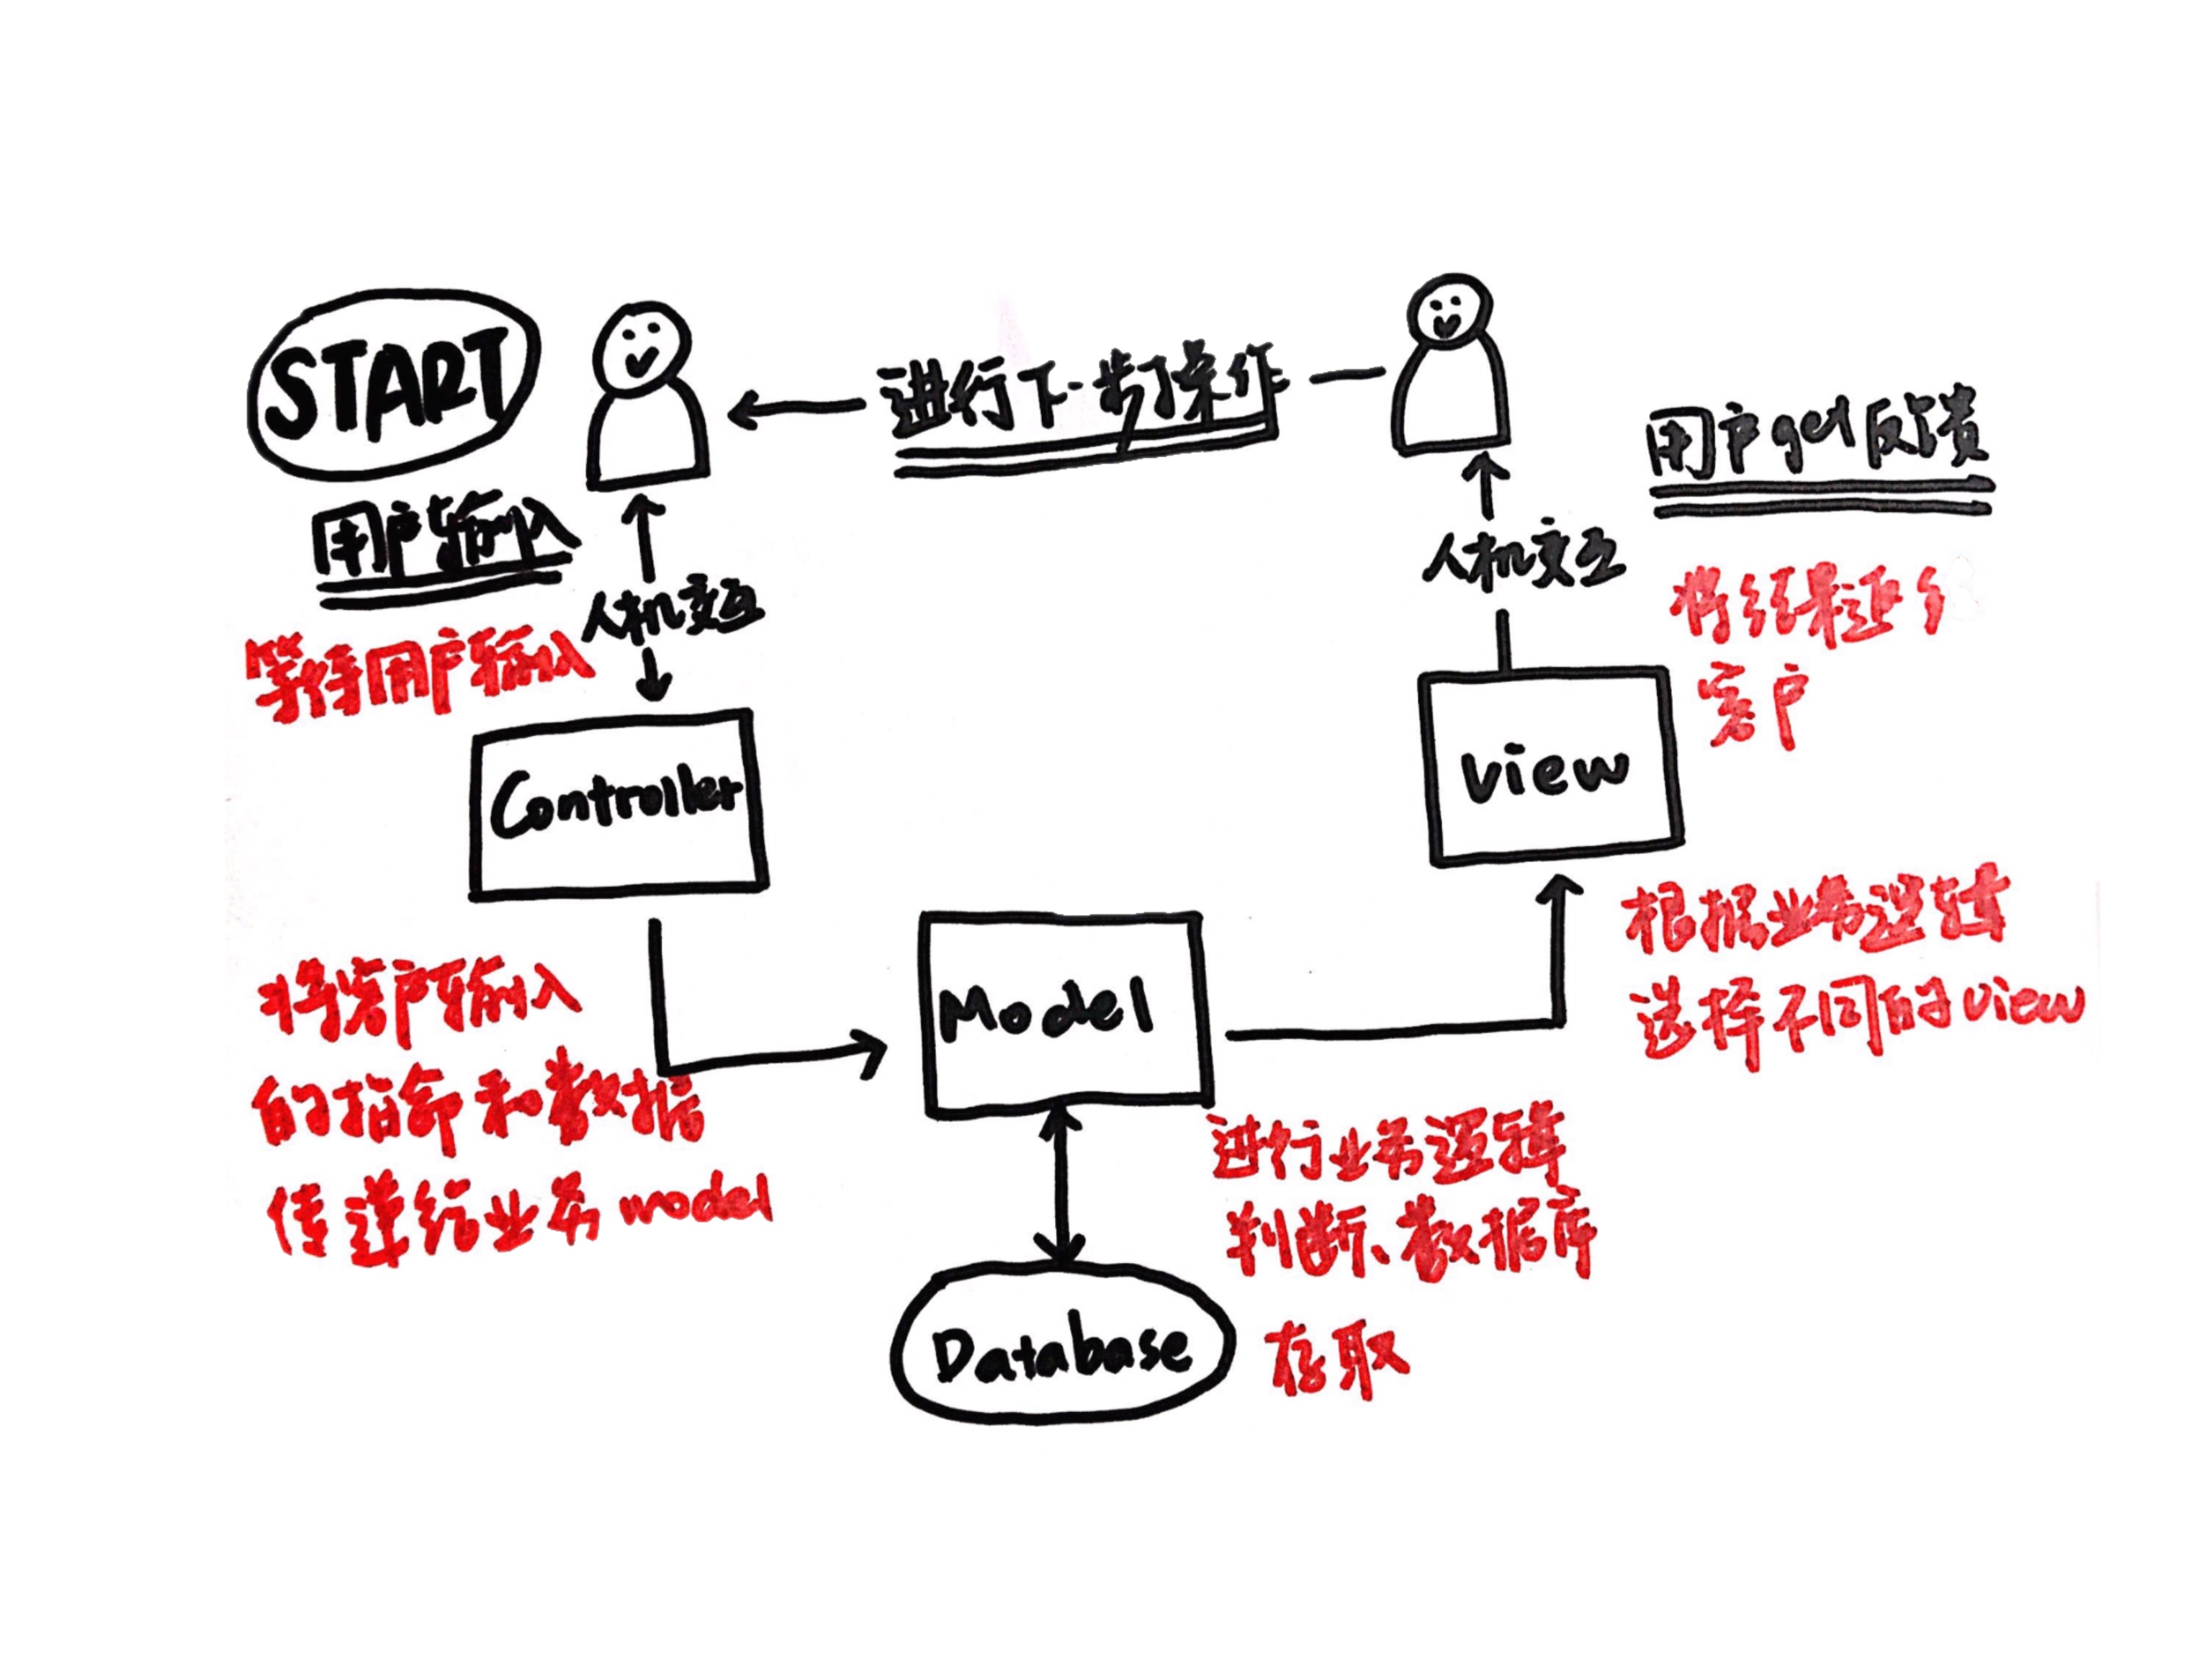 START
进行下一步操作
用户get反馈
用户输入
人机交互
人机交互
等待用户输入
将结果返
客户
Controller
View
将客户输入
的指命和数据
传递给业务model
Model
根据业务逻辑
选择不同的view
进行业务逻辑
判断、数据库
存取
Database